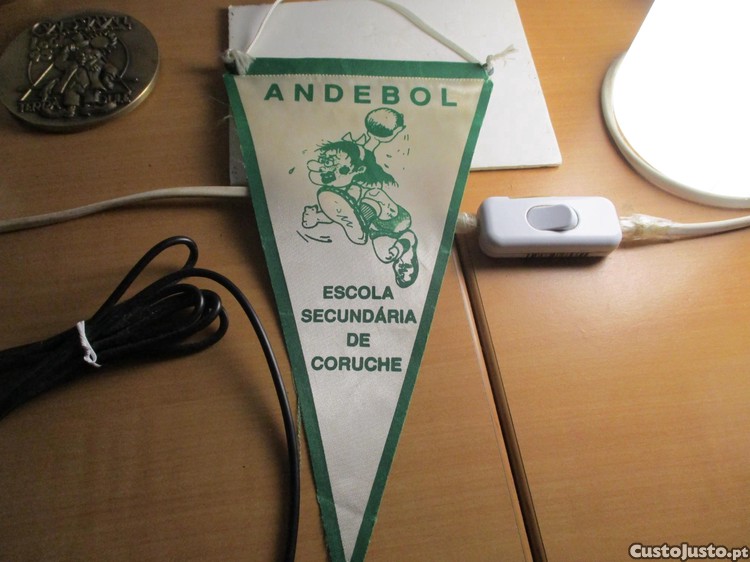 ANDEBOL
ESCOLA
SECUNDÁRIA
DE
CORUCHE
CustoJusto.pt